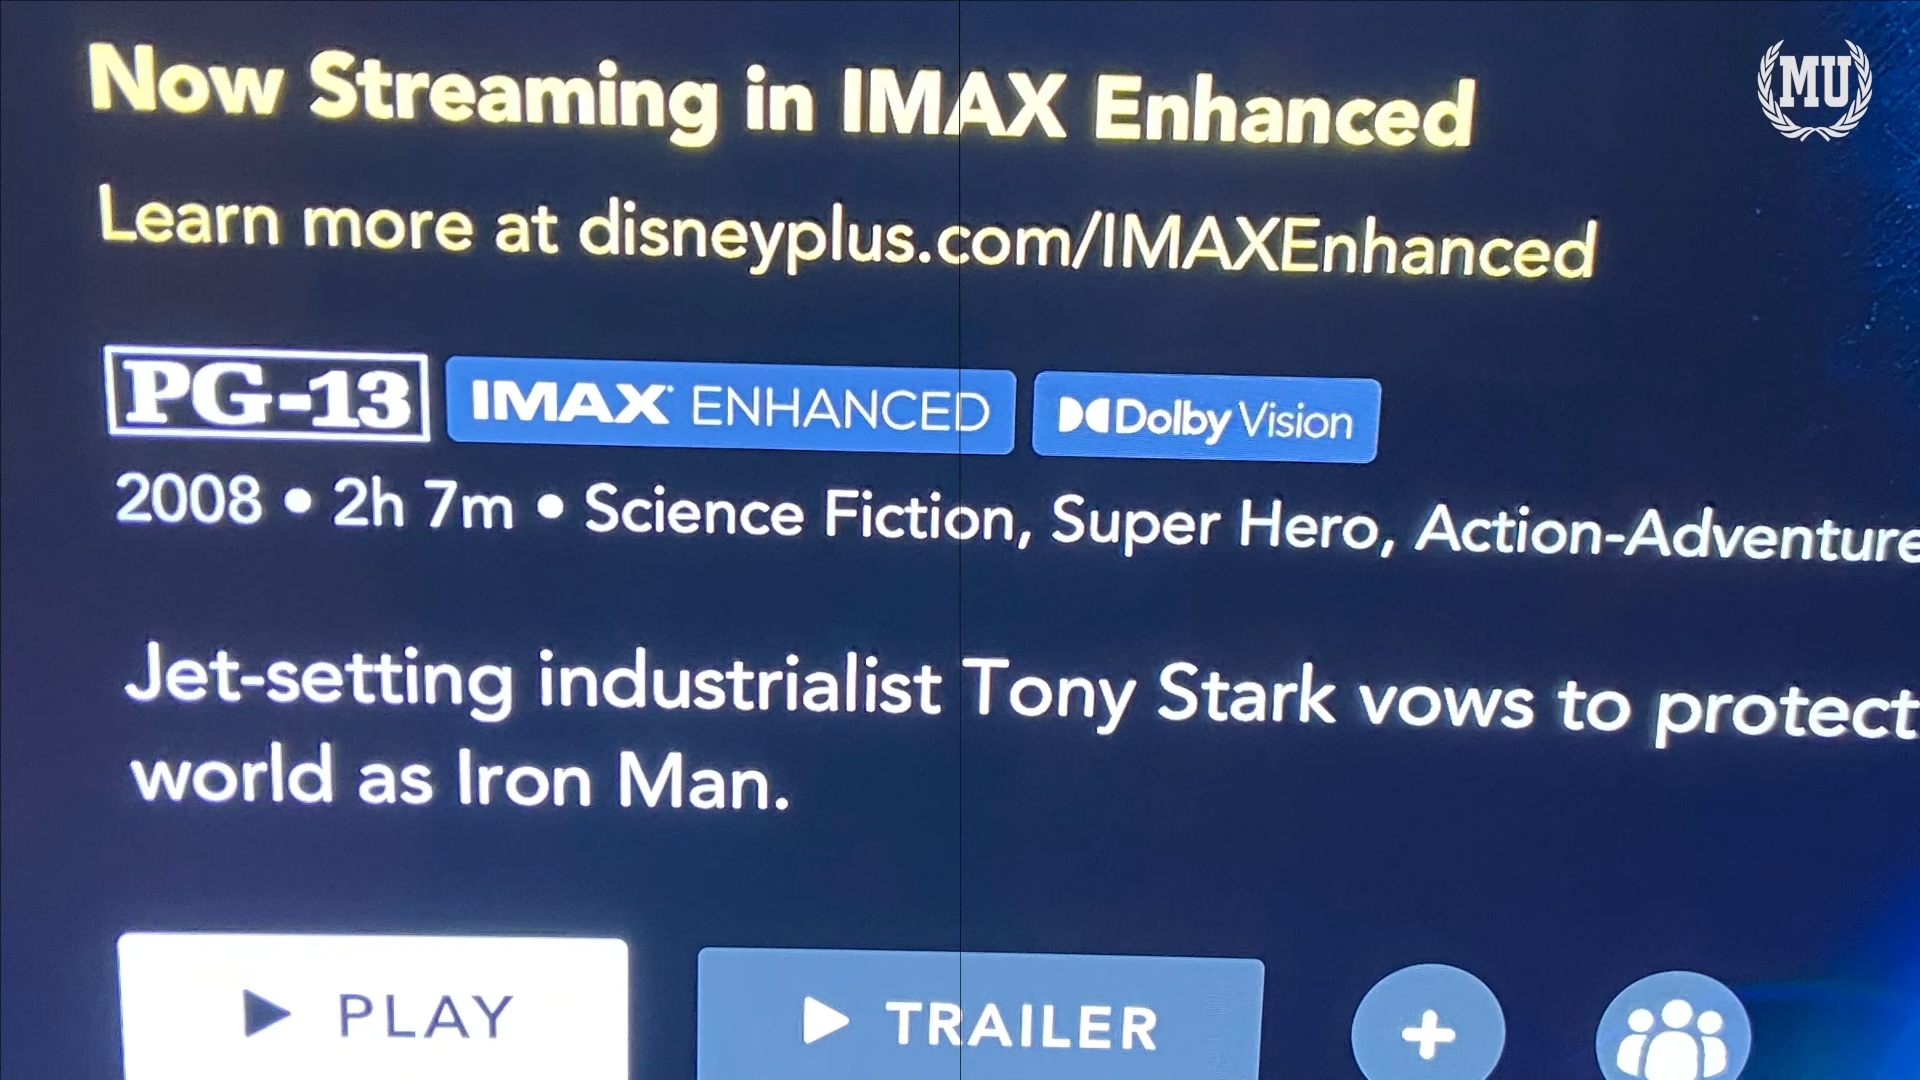 MU
Now Streaming in IMAX Enhanced
Learn more at disneyplus.com/IMAXEnhanced
PG-13 IMAX ENHANCED Dolby Vision
2008 • 2h 7m • Science Fiction, Super Hero, Action-Adventure
Jet-setting industrialist Tony Stark vows to protect
world as Iron Man.
PLAY TRAILER